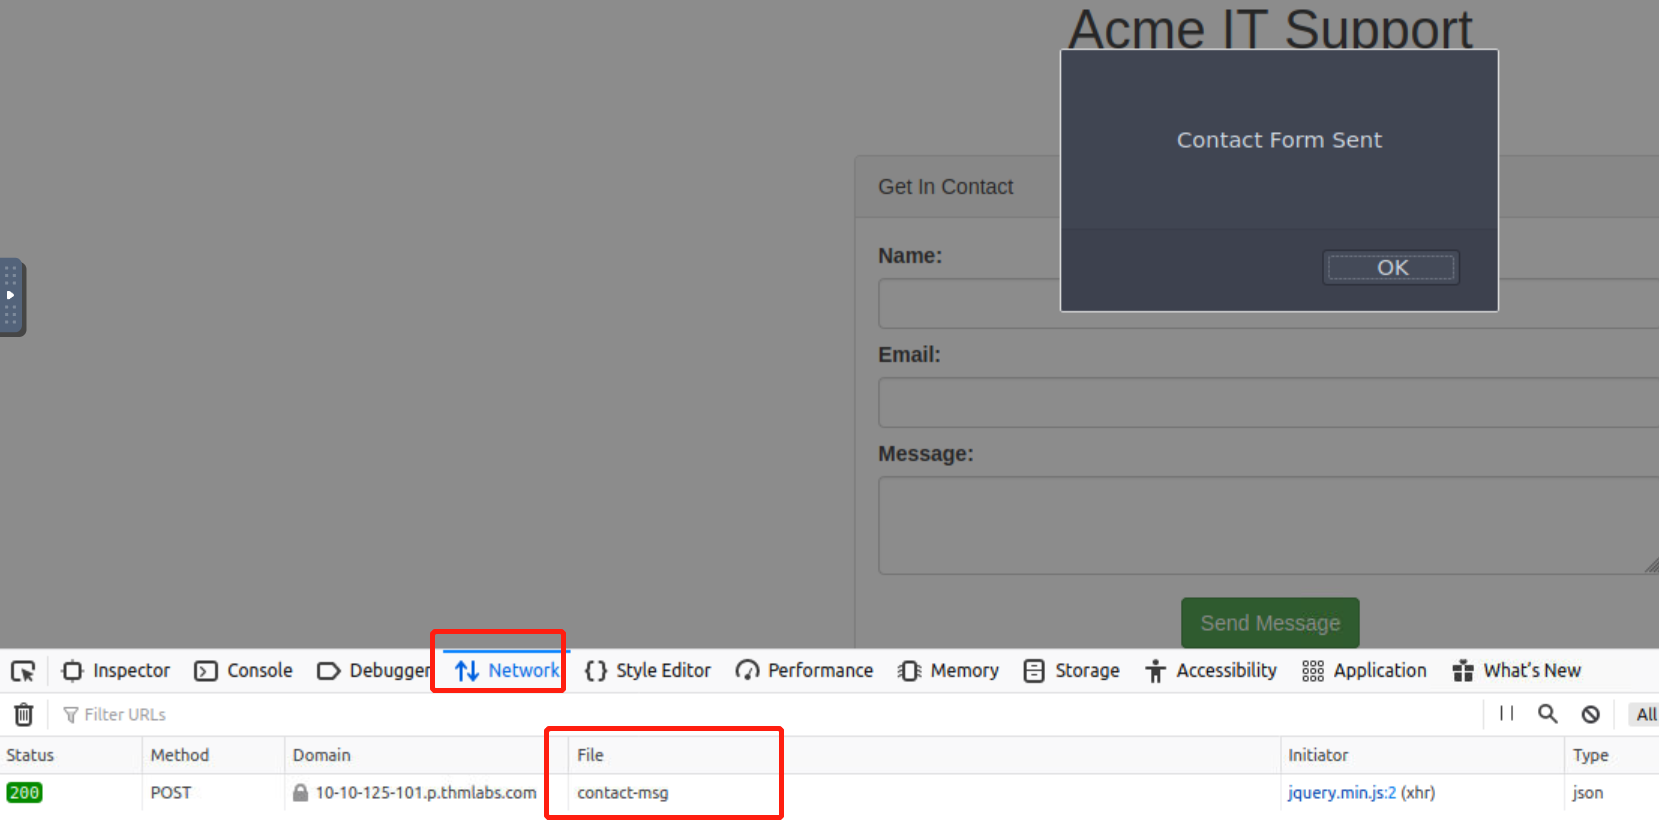 Acme IT Support
Contact Form Sent
OK
Get In Contact
Name:
Email:
Message:
Send Message
Inspector Console Debugger Network Style Editor Performance Memory Storage Accessibility Application What's New
Filter URLs All
Status Method Domain File Initiator Type
200 POST 10-10-125-101.p.thmlabs.com contact-msg jquery.min.js:2 (xhr) json